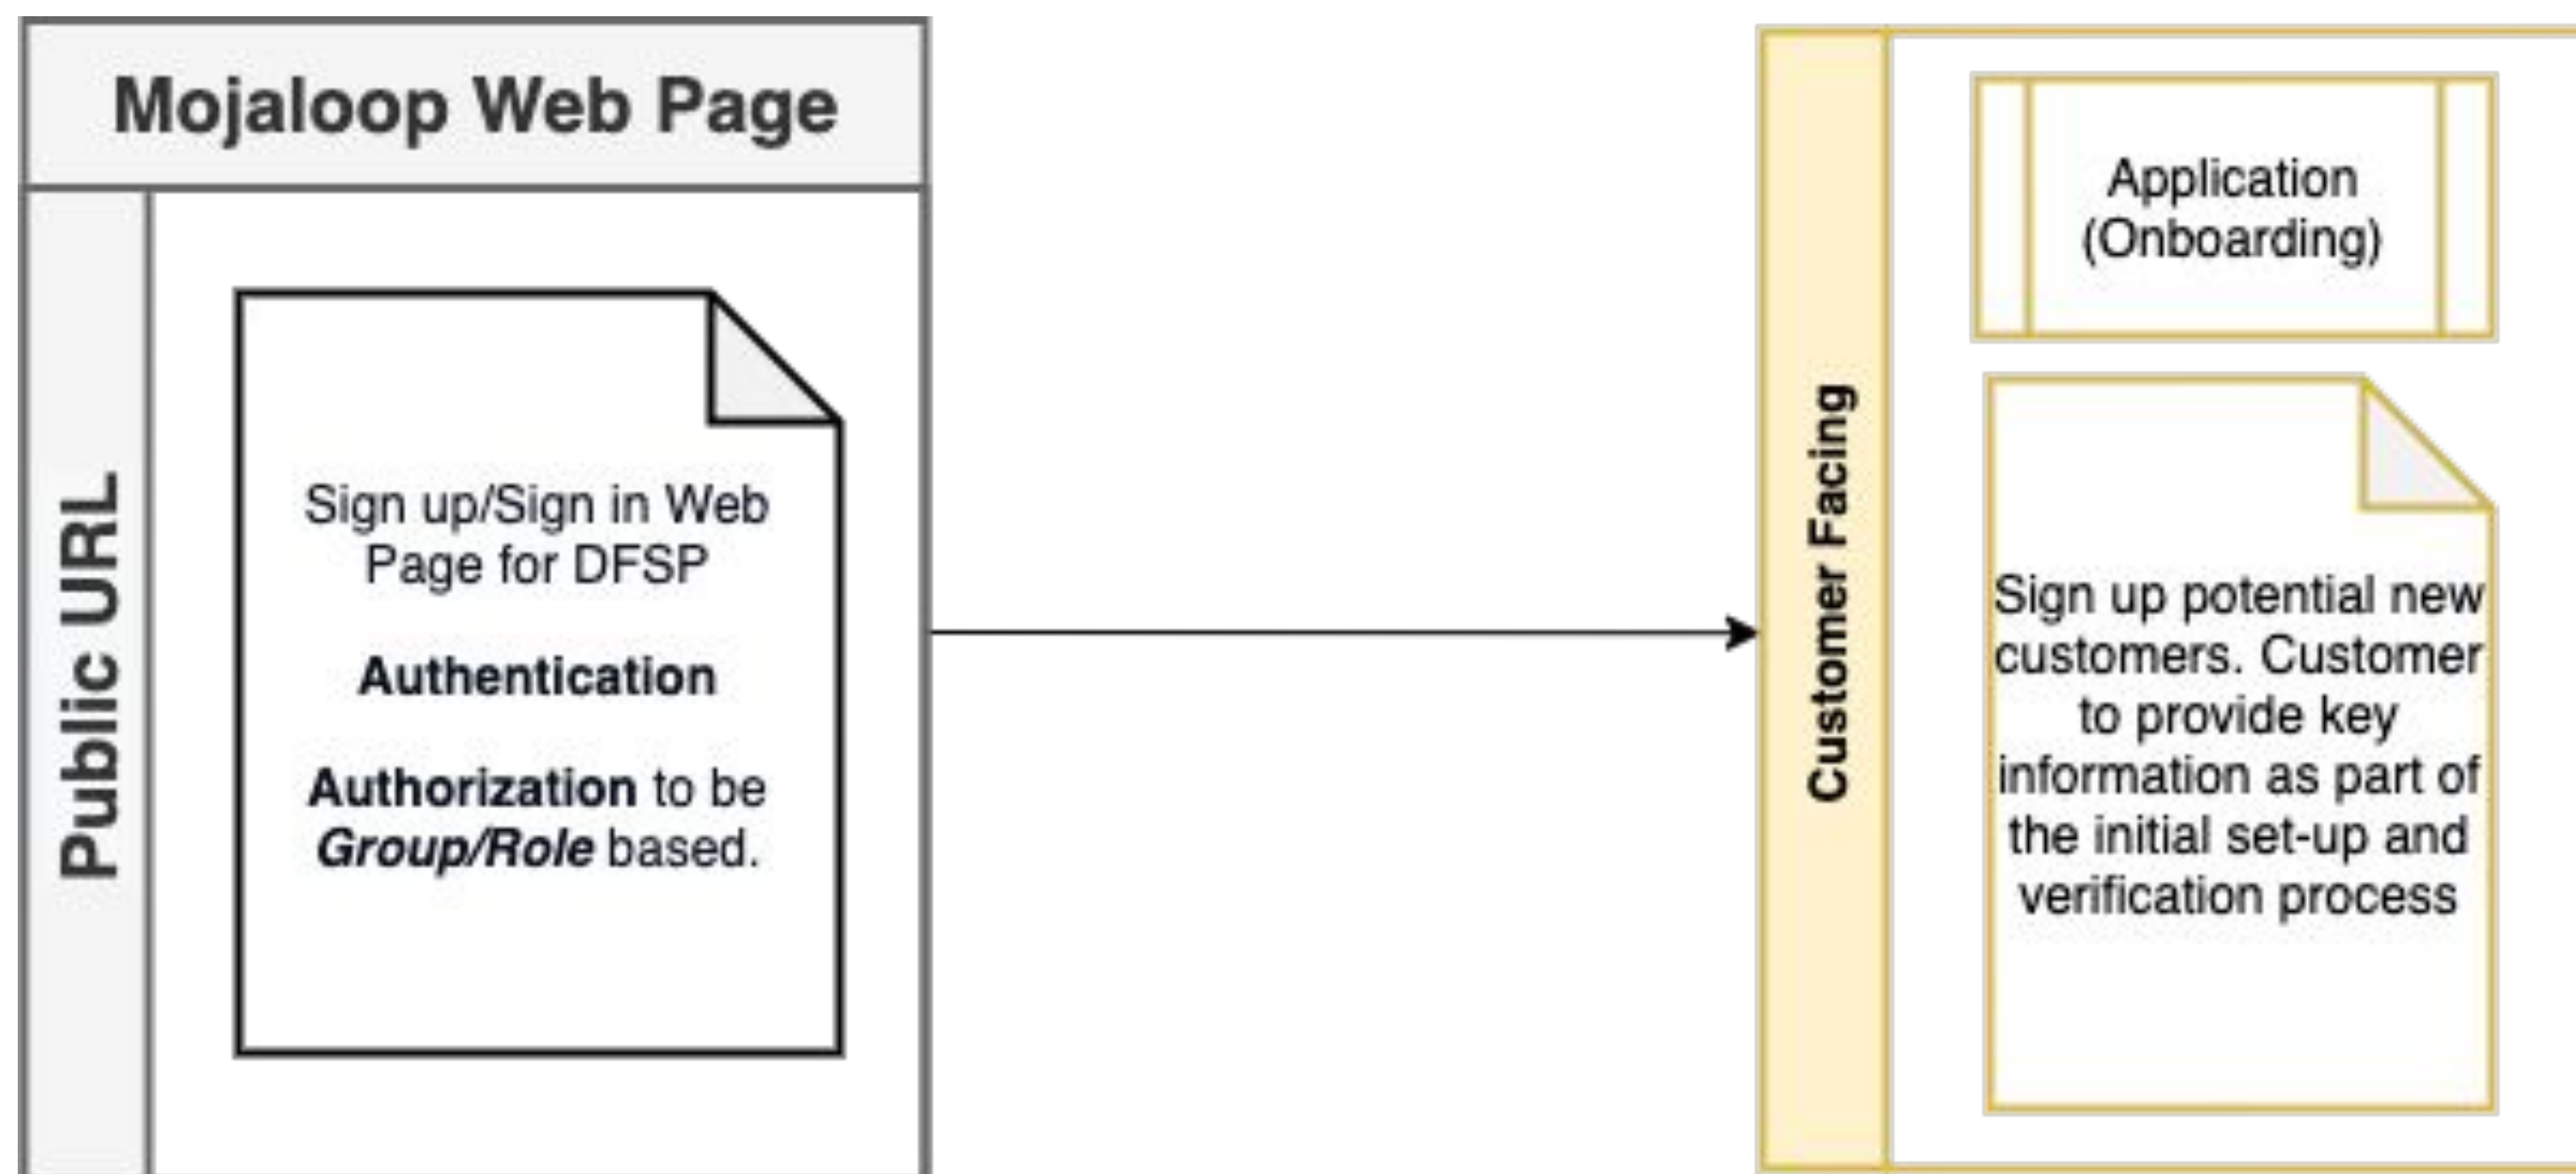 Mojaloop Web Page
Public URL
Sign up/Sign in Web
Page for DFSP
Authentication
Authorization to be
Group/Role based.
Customer Facing
Application
(Onboarding)
Sign up potential new
customers. Customer
to provide key
information as part of
the initial set-up and
verification process